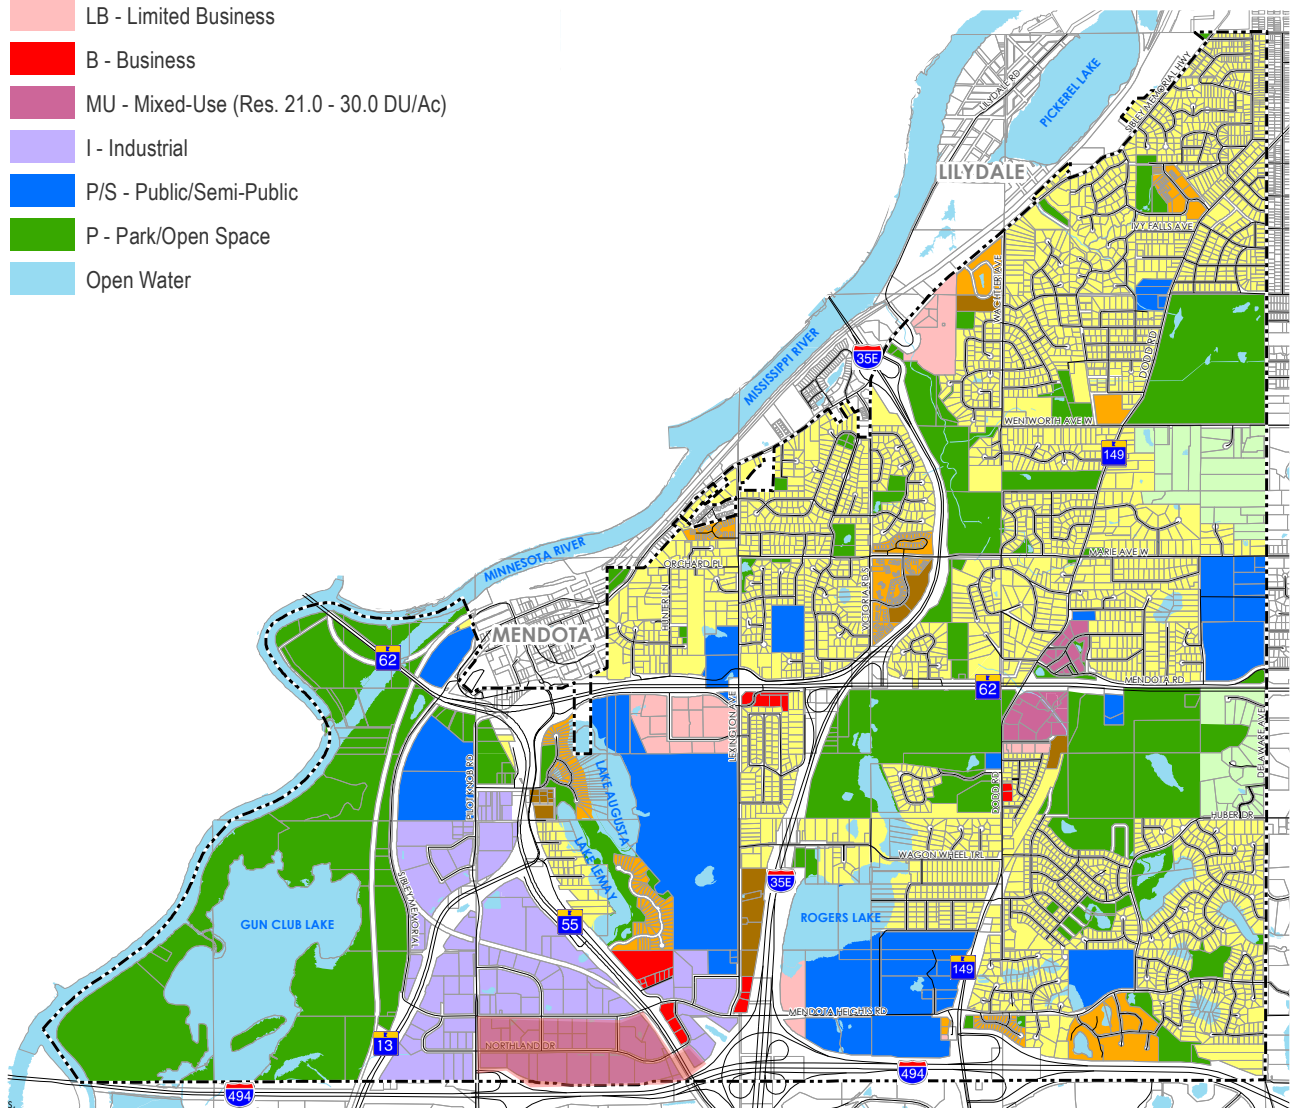 LB - Limited Business
B - Business
MU - Mixed-Use (Res. 21.0 - 30.0 DU/Ac)
I - Industrial
P/S - Public/Semi-Public
P - Park/Open Space
Open Water
LILYDALE RD
PICKEREL LAKE
SIBLEY MEMORIAL HWY
LILYDALE
IVY FALLS AVE
WACHTLER AVE
MISSISSIPPI RIVER
35E
DODD RD
WENTWORTH AVE W
149
MINNESOTA RIVER
ORCHARD PL
MARIE AVE W
HUNTER LN
VICTORIA RD S
MENDOTA
62
62
MENDOTA RD
LEXINGTON AVE
DELAWARE AVE
PILOT KNOB RD
LAKE AUGUSTA
DODD RD
HUBER DR
LAKE LEMAY
WAGON WHEEL TRL
SIBLEY MEMORIAL
35E
GUN CLUB LAKE
55
ROGERS LAKE
149
MENDOTA HEIGHTS RD
13
NORTHLAND DR
494
494
s.